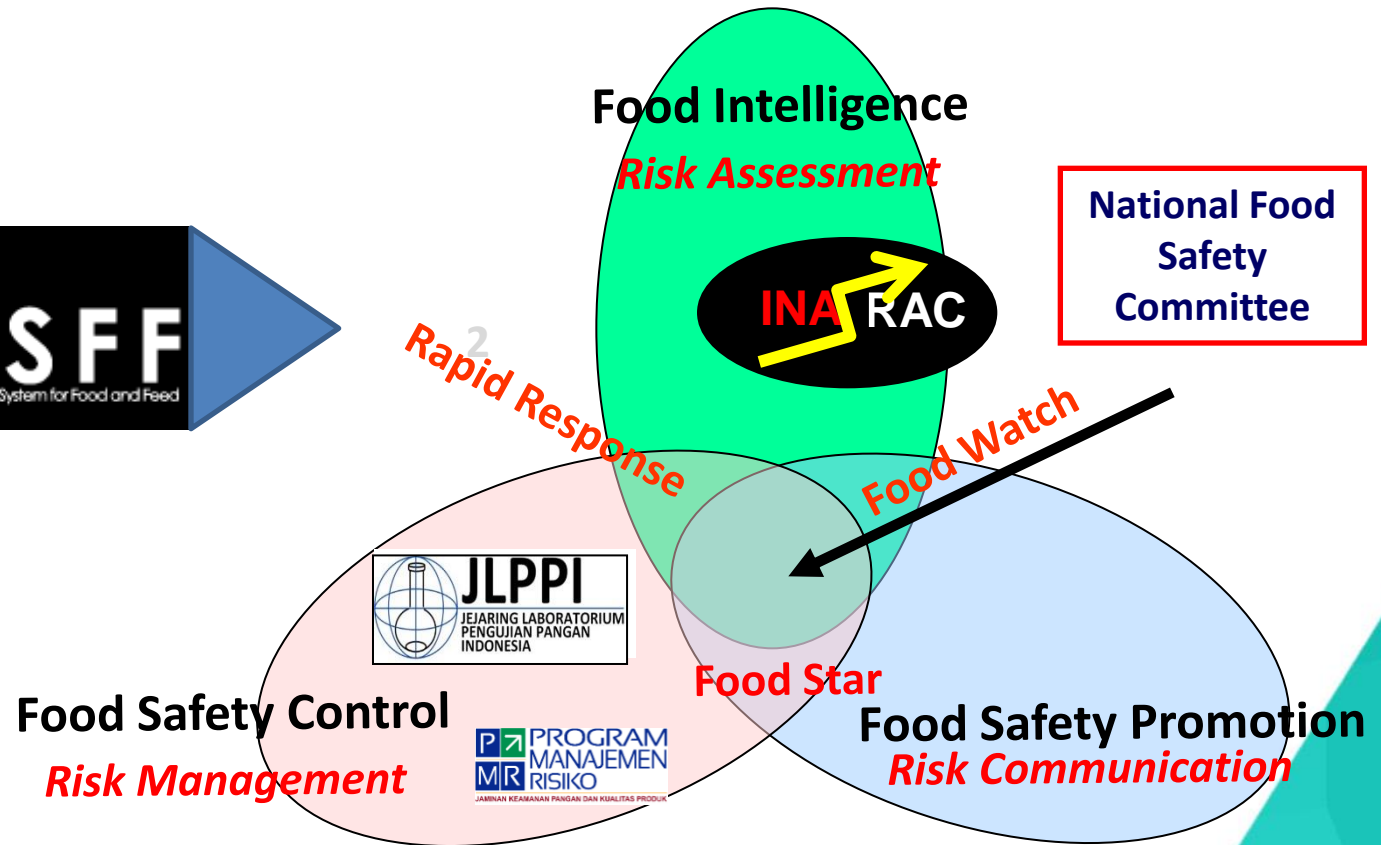 Food Intelligence
Risk Assessment
National Food
Safety
Committee
INA RAC
SFF
System for Food and Feed
2
Rapid Response
Food Watch
JLPPI
JEJARING LABORATORIUM
PENGUJIAN PANGAN
INDONESIA
Food Star
Food Safety Control
Risk Management
PMR
PROGRAM
MANAJEMEN
RISIKO
JAMINAN KEAMANAN PANGAN DAN KUALITAS PRODUK
Food Safety Promotion
Risk Communication